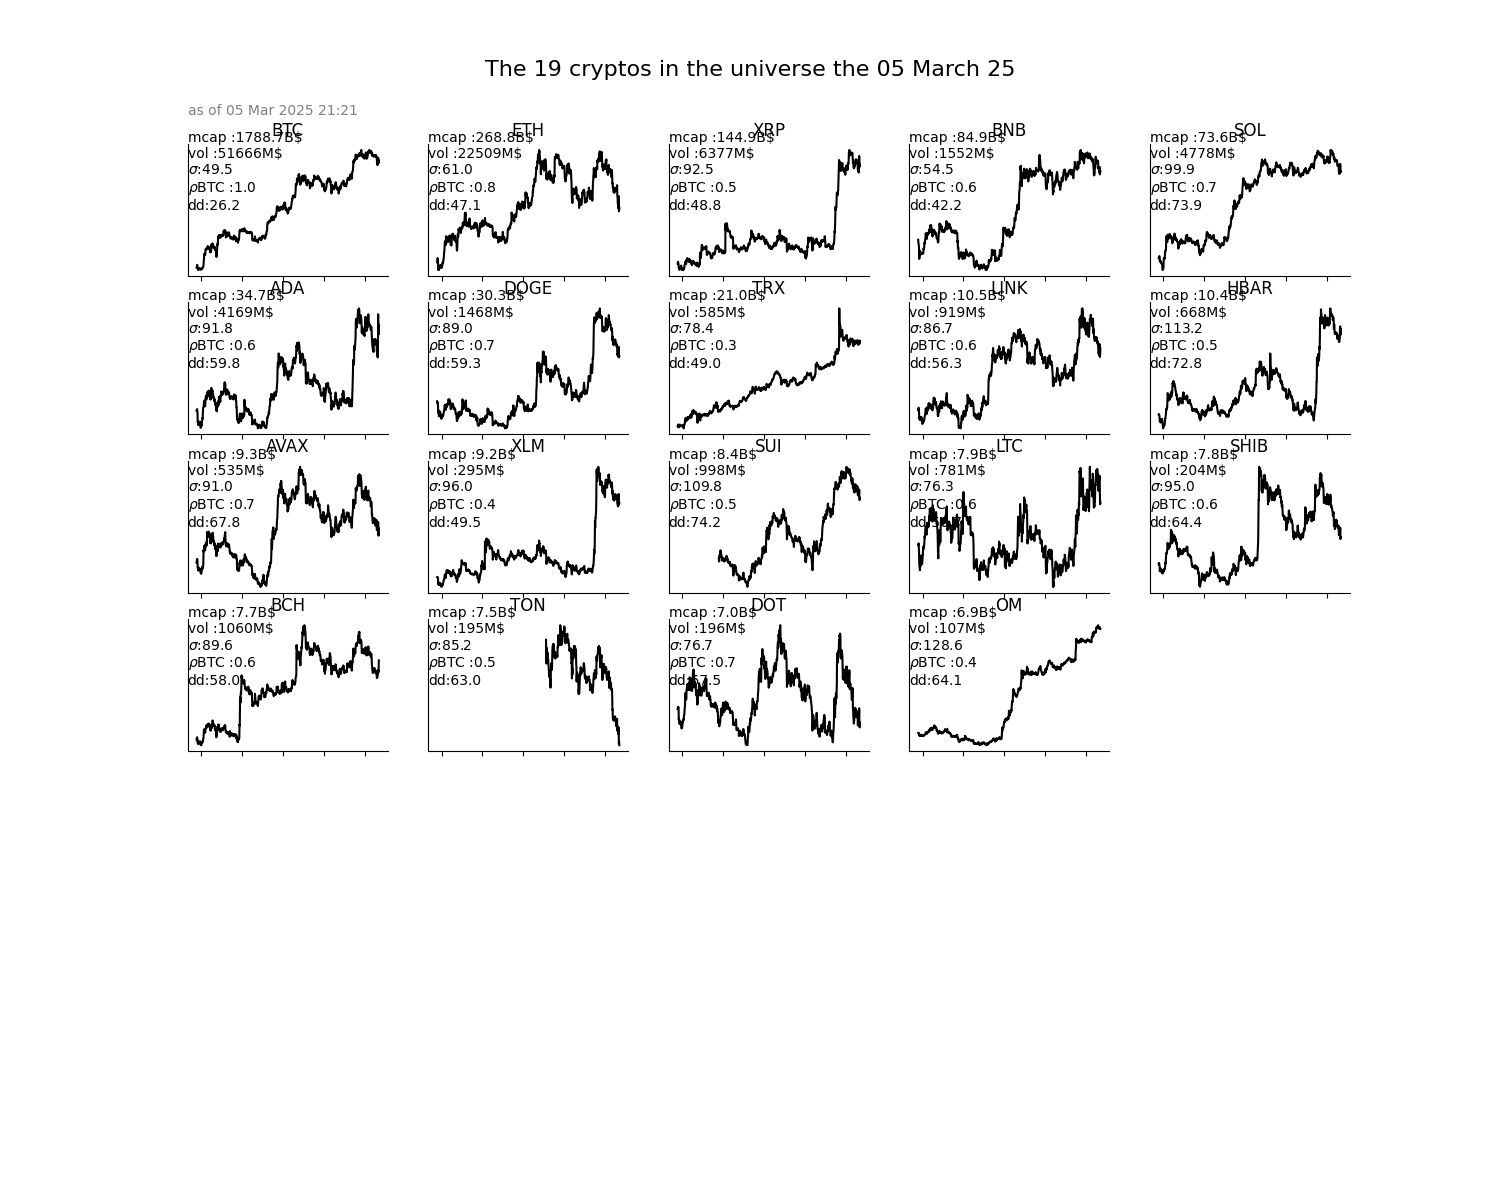 The 19 cryptos in the universe the 05 March 25
as of 05 Mar 2025 21:21
BTC
mcap :1788.7B$
vol :51666M$
σ:49.5
ρBTC :1.0
dd:26.2
ETH
mcap :268.8B$
vol :22509M$
σ:61.0
ρBTC :0.8
dd:47.1
XRP
mcap :144.9B$
vol :6377M$
σ:92.5
ρBTC :0.5
dd:48.8
BNB
mcap :84.9B$
vol :1552M$
σ:54.5
ρBTC :0.6
dd:42.2
SOL
mcap :73.6B$
vol :4778M$
σ:99.9
ρBTC :0.7
dd:73.9
ADA
mcap :34.7B$
vol :4169M$
σ:91.8
ρBTC :0.6
dd:59.8
DOGE
mcap :30.3B$
vol :1468M$
σ:89.0
ρBTC :0.7
dd:59.3
TRX
mcap :21.0B$
vol :585M$
σ:78.4
ρBTC :0.3
dd:49.0
LINK
mcap :10.5B$
vol :919M$
σ:86.7
ρBTC :0.6
dd:56.3
HBAR
mcap :10.4B$
vol :668M$
σ:113.2
ρBTC :0.5
dd:72.8
AVAX
mcap :9.3B$
vol :535M$
σ:91.0
ρBTC :0.7
dd:67.8
XLM
mcap :9.2B$
vol :295M$
σ:96.0
ρBTC :0.4
dd:49.5
SUI
mcap :8.4B$
vol :998M$
σ:109.8
ρBTC :0.5
dd:74.2
LTC
mcap :7.9B$
vol :781M$
σ:76.3
ρBTC :0.6
SHIB
mcap :7.8B$
vol :204M$
σ:95.0
ρBTC :0.6
dd:64.4
BCH
mcap :7.7B$
vol :1060M$
σ:89.6
ρBTC :0.6
dd:58.0
TON
mcap :7.5B$
vol :195M$
σ:85.2
ρBTC :0.5
dd:63.0
DOT
mcap :7.0B$
vol :196M$
σ:76.7
ρBTC :0.7
dd:57.5
OM
mcap :6.9B$
vol :107M$
σ:128.6
ρBTC :0.4
dd:64.1